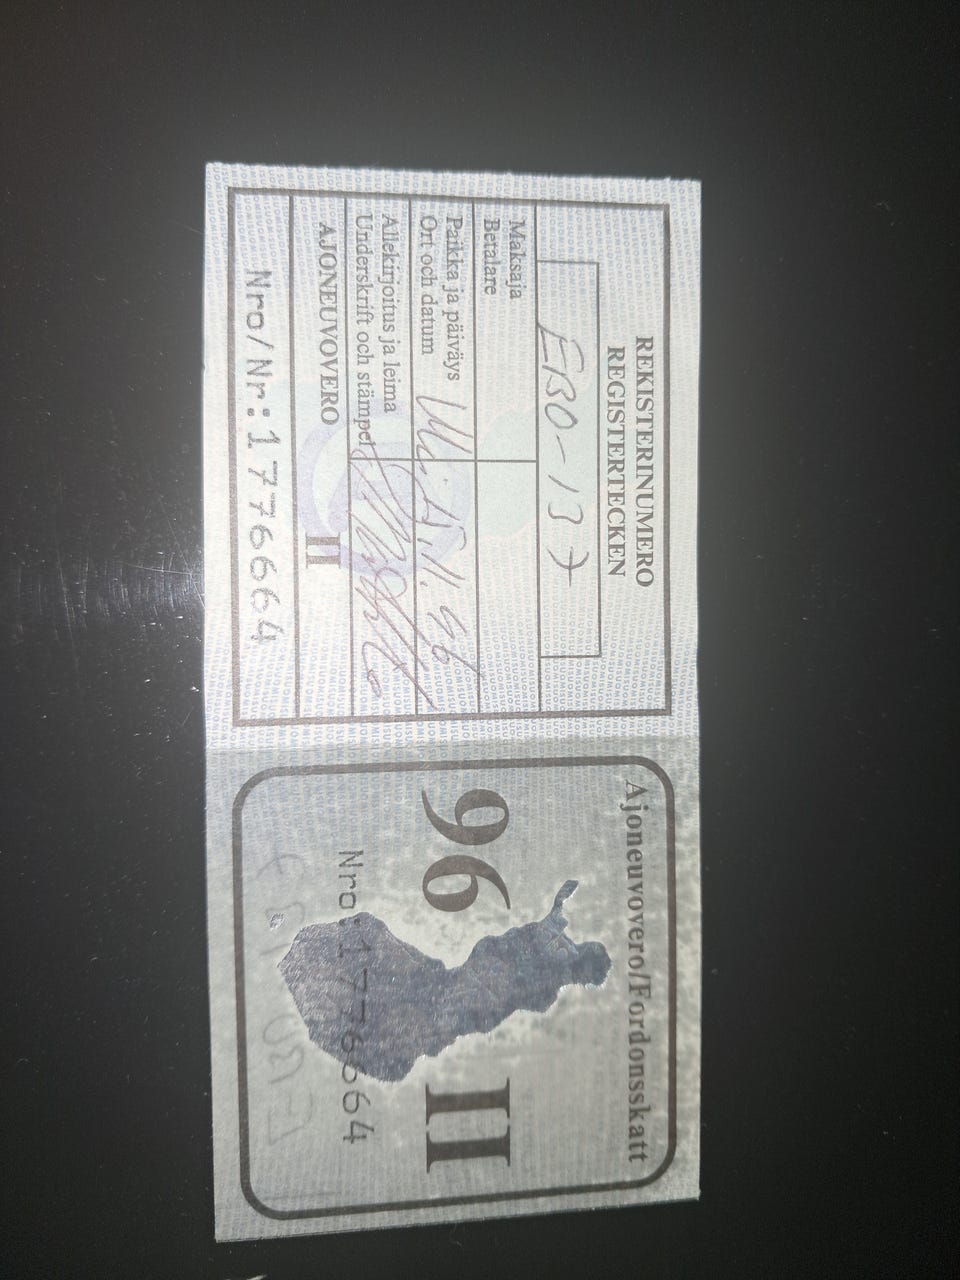 REKISTERINUMERO
REGISTERTECKEN
EBO-137
Maksaja
Betalare
Paikka ja päiväys
Ort och datum
Allekirjoitus ja leima
Underskrift och stämpel
AJONEUVOVERO II
Nro/Nr:1776664
Ajoneuvovero/Fordonsskatt
96 II
Nro:1776664